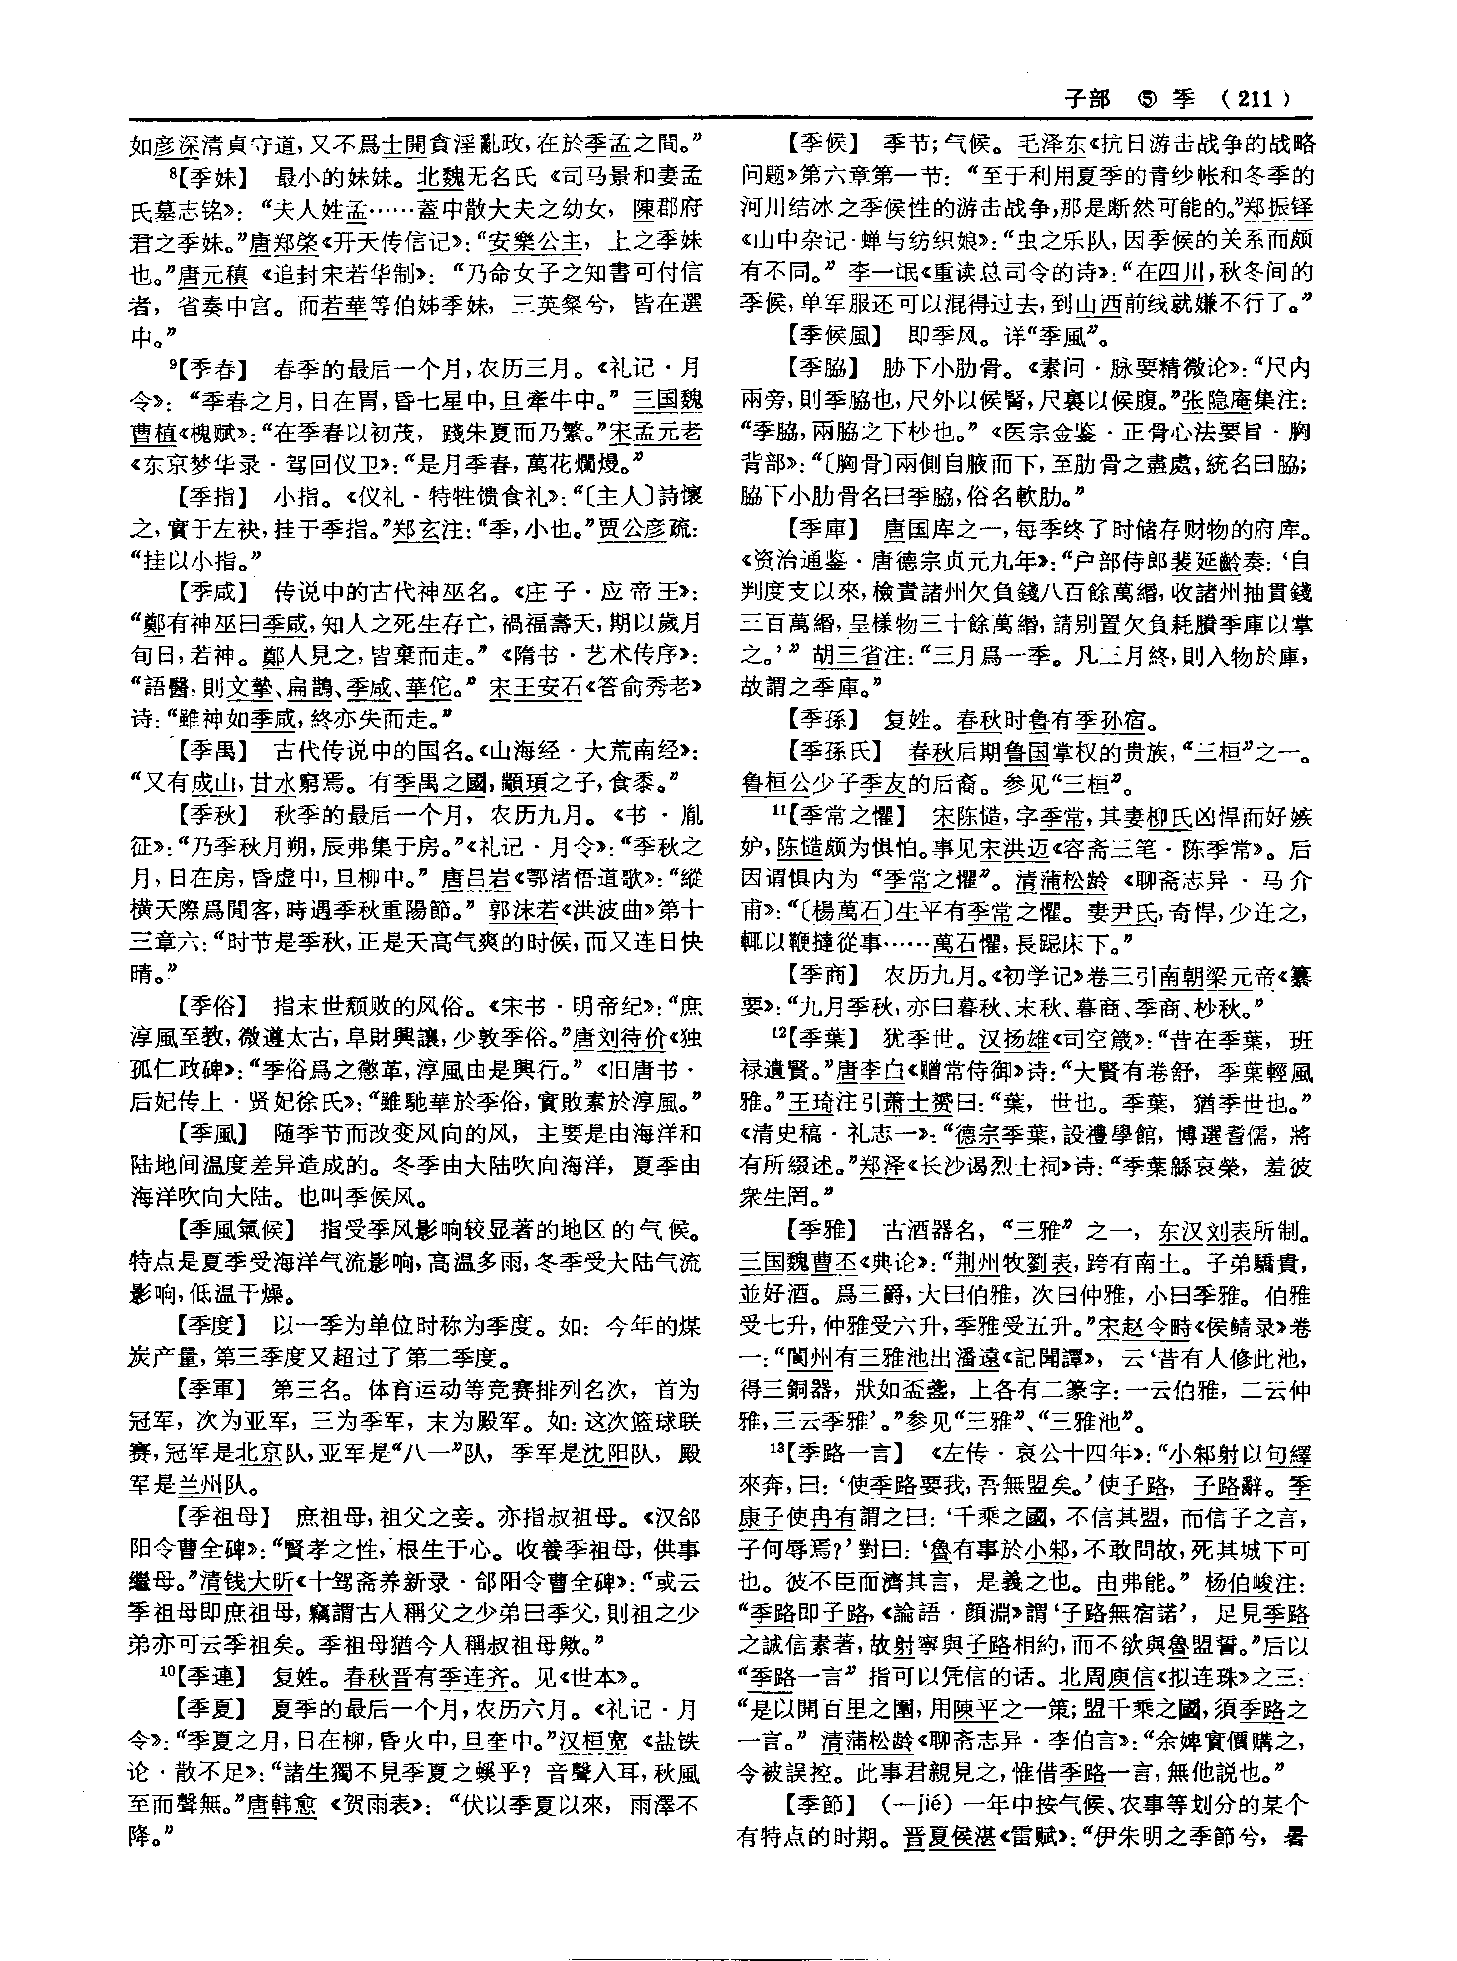 子部 ⑤ 季 (211)
如彦深清貞守道，又不爲士開貪淫亂政，在於季孟之間。”
⁸【季妹】 最小的妹妹。北魏无名氏《司马景和妻孟
氏墓志铭》：“夫人姓孟……蓋中散大夫之幼女，陳郡府
君之季妹。”唐郑棨《开天传信记》：“安樂公主，上之季妹
也。”唐元稹《追封宋若华制》：“乃命女子之知書可付信
者，省奏中宫。而若華等伯姊季妹，三英粲兮，皆在選
中。”
⁹【季春】 春季的最后一个月，农历三月。《礼记·月
令》：“季春之月，日在胃，昏七星中，旦牽牛中。”三国魏
曹植《槐赋》：“在季春以初茂，踐朱夏而乃繁。”宋孟元老
《东京梦华录·驾回仪卫》：“是月季春，萬花爛熳。”
【季指】 小指。《仪礼·特牲馈食礼》：“〔主人〕詩懷
之，實于左袂，挂于季指。”郑玄注：“季，小也。”贾公彦疏：
“挂以小指。”
【季咸】 传说中的古代神巫名。《庄子·应帝王》：
“鄭有神巫曰季咸，知人之死生存亡，禍福壽夭，期以歲月
旬日，若神。鄭人見之，皆棄而走。”《隋书·艺术传序》：
“語醫，則文摯、扁鵲、季咸、華佗。”宋王安石《答俞秀老》
诗：“雖神如季咸，終亦失而走。”
【季禺】 古代传说中的国名。《山海经·大荒南经》：
“又有成山，甘水窮焉。有季禺之國，顓頊之子，食黍。”
【季秋】 秋季的最后一个月，农历九月。《书·胤
征》：“乃季秋月朔，辰弗集于房。”《礼记·月令》：“季秋之
月，日在房，昏虚中，旦柳中。”唐吕岩《鄂渚悟道歌》：“縱
横天際爲閒客，時遇季秋重陽節。”郭沫若《洪波曲》第十
三章六：“时节是季秋，正是天高气爽的时候，而又连日快
晴。”
【季俗】 指末世颓败的风俗。《宋书·明帝纪》：“庶
淳風至教，微遵太古，阜財興讓，少敦季俗。”唐刘待价《独
孤仁政碑》：“季俗爲之懲革，淳風由是興行。”《旧唐书·
后妃传上·贤妃徐氏》：“雖馳華於季俗，實敗素於淳風。”
【季風】 随季节而改变风向的风，主要是由海洋和
陆地间温度差异造成的。冬季由大陆吹向海洋，夏季由
海洋吹向大陆。也叫季候风。
【季風氣候】 指受季风影响较显著的地区的气候。
特点是夏季受海洋气流影响，高温多雨，冬季受大陆气流
影响，低温干燥。
【季度】 以一季为单位时称为季度。如：今年的煤
炭产量，第三季度又超过了第二季度。
【季軍】 第三名。体育运动等竞赛排列名次，首为
冠军，次为亚军，三为季军，末为殿军。如：这次篮球联
赛，冠军是北京队，亚军是“八一”队，季军是沈阳队，殿
军是兰州队。
【季祖母】 庶祖母，祖父之妾。亦指叔祖母。《汉郃
阳令曹全碑》：“賢孝之性，根生于心。收養季祖母，供事
繼母。”清钱大昕《十驾斋养新录·郃阳令曹全碑》：“或云
季祖母即庶祖母，竊謂古人稱父之少弟曰季父，則祖之少
弟亦可云季祖矣。季祖母猶今人稱叔祖母歟。”
¹⁰【季連】 复姓。春秋晋有季连齐。见《世本》。
【季夏】 夏季的最后一个月，农历六月。《礼记·月
令》：“季夏之月，日在柳，昏火中，旦奎中。”汉桓宽《盐铁
论·散不足》：“諸生獨不見季夏之螇乎？音聲入耳，秋風
至而聲無。”唐韩愈《贺雨表》：“伏以季夏以來，雨澤不
降。”
【季候】 季节；气候。毛泽东《抗日游击战争的战略
问题》第六章第一节：“至于利用夏季的青纱帐和冬季的
河川结冰之季候性的游击战争，那是断然可能的。”郑振铎
《山中杂记·蝉与纺织娘》：“虫之乐队，因季候的关系而颇
有不同。”李一氓《重读总司令的诗》：“在四川，秋冬间的
季候，单军服还可以混得过去，到山西前线就嫌不行了。”
【季候風】 即季风。详“季風”。
【季脇】 胁下小肋骨。《素问·脉要精微论》：“尺内
兩旁，則季脇也，尺外以候腎，尺裏以候腹。”张隐庵集注：
“季脇，兩脇之下杪也。”《医宗金鉴·正骨心法要旨·胸
背部》：“〔胸骨〕兩側自腋而下，至肋骨之盡處，統名曰脇；
脇下小肋骨名曰季脇，俗名軟肋。”
【季庫】 唐国库之一，每季终了时储存财物的府库。
《资治通鉴·唐德宗贞元九年》：“户部侍郎裴延齡奏：‘自
判度支以來，檢責諸州欠負錢八百餘萬緡，收諸州抽貫錢
三百萬緡，呈樣物三十餘萬緡，請别置欠負耗賸季庫以掌
之。’”胡三省注：“三月爲一季。凡三月終，則入物於庫，
故謂之季庫。”
【季孫】 复姓。春秋时鲁有季孙宿。
【季孫氏】 春秋后期鲁国掌权的贵族，“三桓”之一。
鲁桓公少子季友的后裔。参见“三桓”。
¹¹【季常之懼】 宋陈慥，字季常，其妻柳氏凶悍而好嫉
妒，陈慥颇为惧怕。事见宋洪迈《容斋三笔·陈季常》。后
因谓惧内为“季常之懼”。清蒲松龄《聊斋志异·马介
甫》：“〔楊萬石〕生平有季常之懼。妻尹氏，奇悍，少迕之，
輒以鞭撻從事……萬石懼，長跽床下。”
【季商】 农历九月。《初学记》卷三引南朝梁元帝《纂
要》：“九月季秋，亦曰暮秋、末秋、暮商、季商、杪秋。”
¹²【季葉】 犹季世。汉扬雄《司空箴》：“昔在季葉，班
禄遺賢。”唐李白《赠常侍御》诗：“大賢有卷舒，季葉輕風
雅。”王琦注引萧士赟曰：“葉，世也。季葉，猶季世也。”
《清史稿·礼志一》：“德宗季葉，設禮學館，博選耆儒，將
有所綴述。”郑泽《长沙谒烈士祠》诗：“季葉繇哀榮，羞彼
衆生罔。”
【季雅】 古酒器名，“三雅”之一，东汉刘表所制。
三国魏曹丕《典论》：“荆州牧劉表，跨有南土。子弟驕貴，
並好酒。爲三爵，大曰伯雅，次曰仲雅，小曰季雅。伯雅
受七升，仲雅受六升，季雅受五升。”宋赵令畤《侯鲭录》卷
一：“閬州有三雅池出潘遠《記聞譚》，云‘昔有人修此池，
得三銅器，狀如盃盞，上各有二篆字：一云伯雅，二云仲
雅，三云季雅’。”参见“三雅”、“三雅池”。
¹³【季路一言】 《左传·哀公十四年》：“小邾射以句繹
來奔，曰：‘使季路要我，吾無盟矣。’使子路，子路辭。季
康子使冉有謂之曰：‘千乘之國，不信其盟，而信子之言，
子何辱焉？’對曰：‘魯有事於小邾，不敢問故，死其城下可
也。彼不臣而濟其言，是義之也。由弗能。”杨伯峻注：
“季路即子路，《論語·顔淵》謂‘子路無宿諾’，足見季路
之誠信素著，故射寧與子路相約，而不欲與魯盟誓。”后以
“季路一言”指可以凭信的话。北周庾信《拟连珠》之三：
“是以開百里之圍，用陳平之一策；盟千乘之國，須季路之
一言。”清蒲松龄《聊斋志异·李伯言》：“余婢實價購之，
今被誤控。此事君親見之，惟借季路一言，無他説也。”
【季節】 （—jié）一年中按气候、农事等划分的某个
有特点的时期。晋夏侯湛《雷赋》：“伊朱明之季節兮，暑